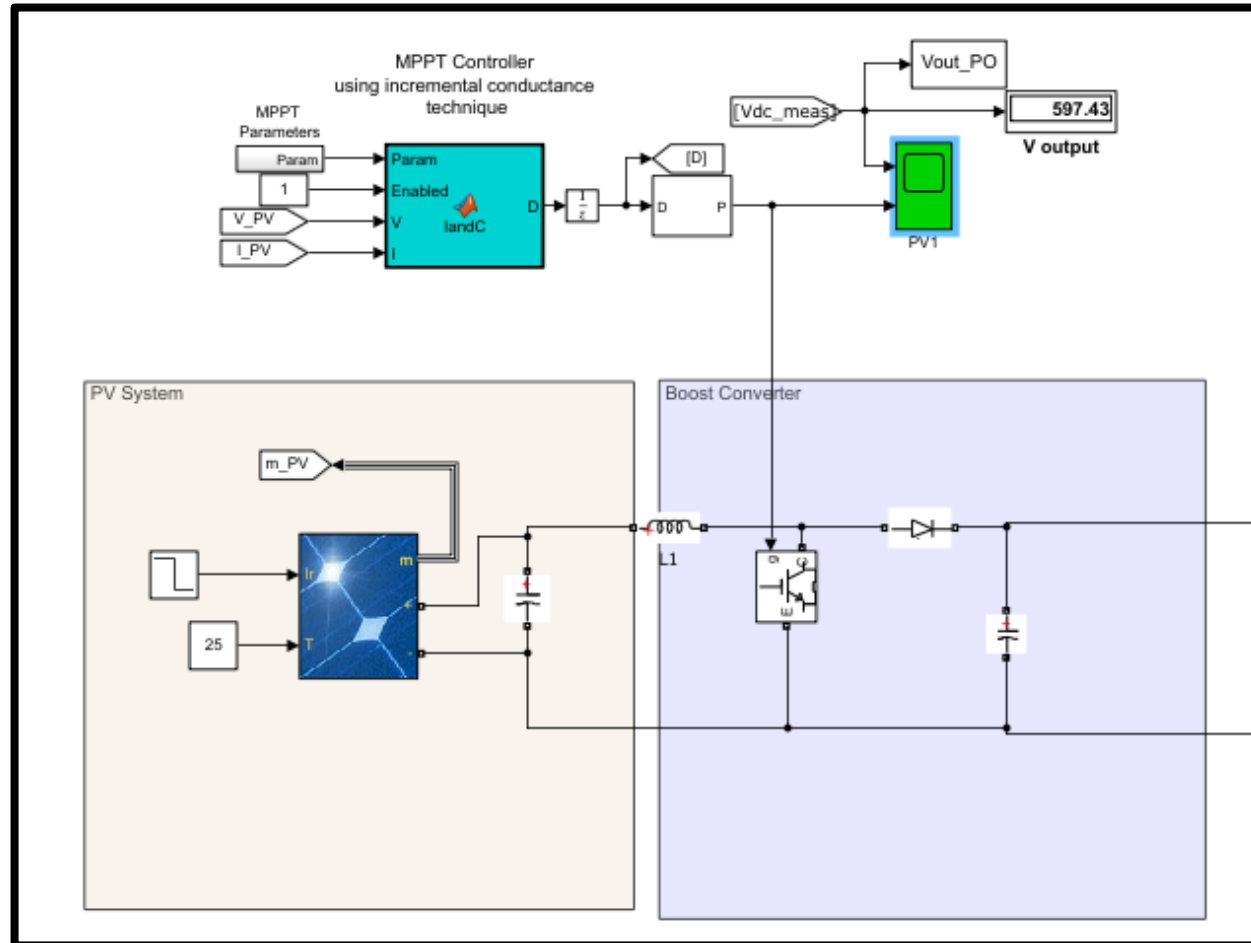 MPPT Controller
using incremental conductance
technique
MPPT
Parameters
Param
1
V_PV
I_PV
Param
Enabled
V
I
IandC
D
1
z
[D]
D
P
[Vdc_meas]
Vout_PO
597.43
V output
PV1
PV System
m_PV
25
Ir
T
m
+
-
Boost Converter
L1
g
C
E